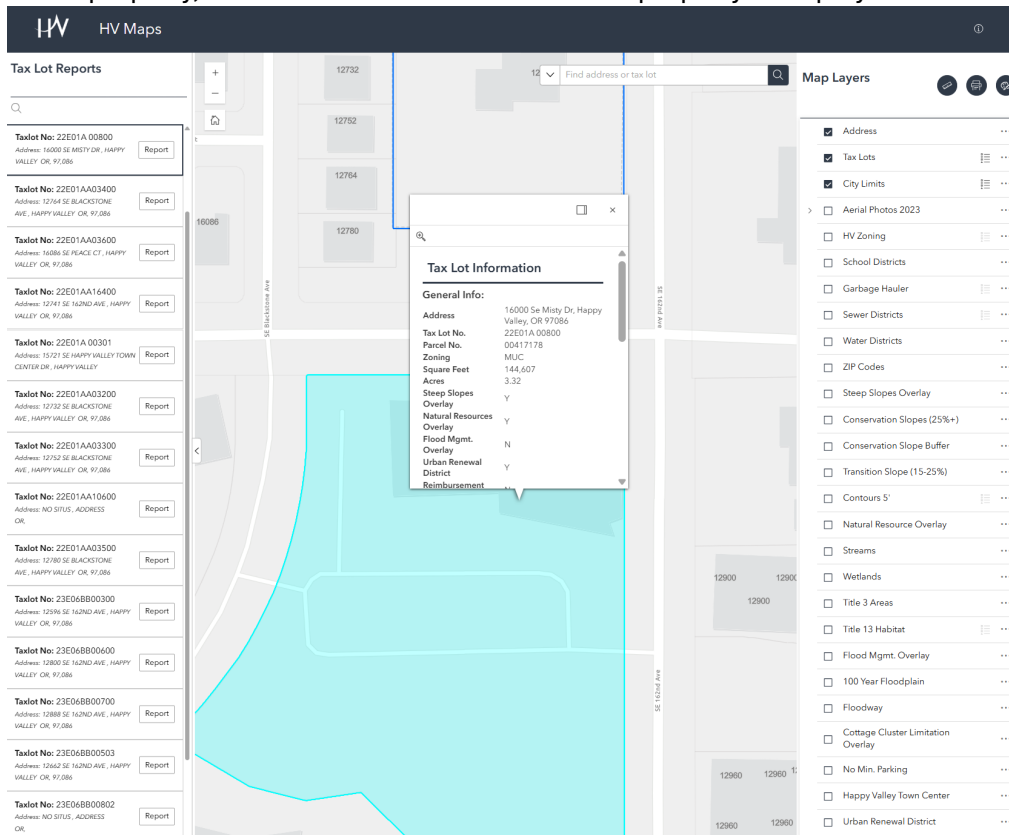 HV Maps
Tax Lot Reports
Taxlot No: 22E01A 00800
Address: 16000 SE MISTY DR , HAPPY
VALLEY OR, 97,086
Report
Taxlot No: 22E01AA03400
Address: 12764 SE BLACKSTONE
AVE , HAPPY VALLEY OR, 97,086
Report
Taxlot No: 22E01AA03600
Address: 16086 SE PEACE CT , HAPPY
VALLEY OR, 97,086
Report
Taxlot No: 22E01AA16400
Address: 12741 SE 162ND AVE , HAPPY
VALLEY OR, 97,086
Report
Taxlot No: 22E01A 00301
Address: 15721 SE HAPPY VALLEY TOWN
CENTER DR , HAPPY VALLEY
Report
Taxlot No: 22E01AA03200
Address: 12732 SE BLACKSTONE
AVE , HAPPY VALLEY OR, 97,086
Report
Taxlot No: 22E01AA03300
Address: 12752 SE BLACKSTONE
AVE , HAPPY VALLEY OR, 97,086
Report
Taxlot No: 22E01AA10600
Address: NO SITUS , ADDRESS
OR,
Report
Taxlot No: 22E01AA03500
Address: 12780 SE BLACKSTONE
AVE , HAPPY VALLEY OR, 97,086
Report
Taxlot No: 23E06BB00300
Address: 12596 SE 162ND AVE , HAPPY
VALLEY OR, 97,086
Report
Taxlot No: 23E06BB00600
Address: 12800 SE 162ND AVE , HAPPY
VALLEY OR, 97,086
Report
Taxlot No: 23E06BB00700
Address: 12888 SE 162ND AVE , HAPPY
VALLEY OR, 97,086
Report
Taxlot No: 23E06BB00503
Address: 12662 SE 162ND AVE , HAPPY
VALLEY OR, 97,086
Report
Taxlot No: 23E06BB00802
Address: NO SITUS , ADDRESS
OR,
Report
Find address or tax lot
12732
12752
12764
12780
16086
SE Blackstone Ave
SE 162nd Ave
Tax Lot Information
General Info:
Address 16000 Se Misty Dr, Happy
Valley, OR 97086
Tax Lot No. 22E01A 00800
Parcel No. 00417178
Zoning MUC
Square Feet 144,607
Acres 3.32
Steep Slopes
Overlay Y
Natural Resources
Overlay Y
Flood Mgmt.
Overlay N
Urban Renewal
District Y
Reimbursement
12900 12900
12900
SE 162nd Ave
12960 12960
12960 12960
Map Layers
Address
Tax Lots
City Limits
Aerial Photos 2023
HV Zoning
School Districts
Garbage Hauler
Sewer Districts
Water Districts
ZIP Codes
Steep Slopes Overlay
Conservation Slopes (25%+)
Conservation Slope Buffer
Transition Slope (15-25%)
Contours 5'
Natural Resource Overlay
Streams
Wetlands
Title 3 Areas
Title 13 Habitat
Flood Mgmt. Overlay
100 Year Floodplain
Floodway
Cottage Cluster Limitation
Overlay
No Min. Parking
Happy Valley Town Center
Urban Renewal District